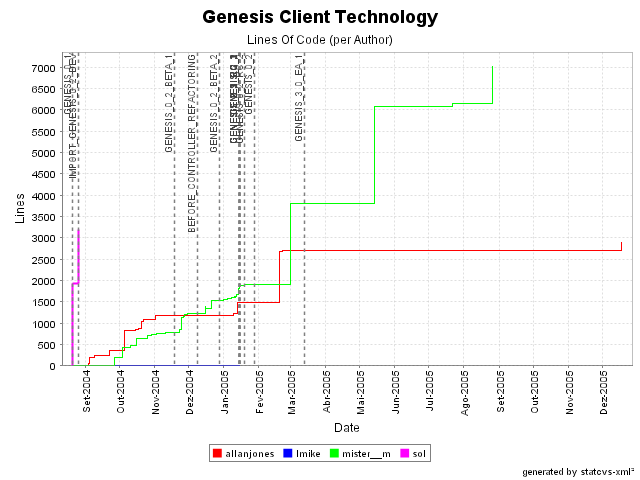 Genesis Client Technology
Lines Of Code (per Author)
Lines
7000
6500
6000
5500
5000
4500
4000
3500
3000
2500
2000
1500
1000
500
0
GENESIS_0_1
IMPORT_GENESIS_0_2_DEV
GENESIS_0_2_BETA_1
BEFORE_CONTROLLER_REFACTORING
GENESIS_0_2_BETA_2
GENESIS_0_2
GENESIS_3_0_EA_1
Set-2004
Out-2004
Nov-2004
Dez-2004
Jan-2005
Fev-2005
Mar-2005
Abr-2005
Mai-2005
Jun-2005
Jul-2005
Ago-2005
Set-2005
Out-2005
Nov-2005
Dez-2005
Date
allanjones lmike mister__m sol
generated by statcvs-xml²